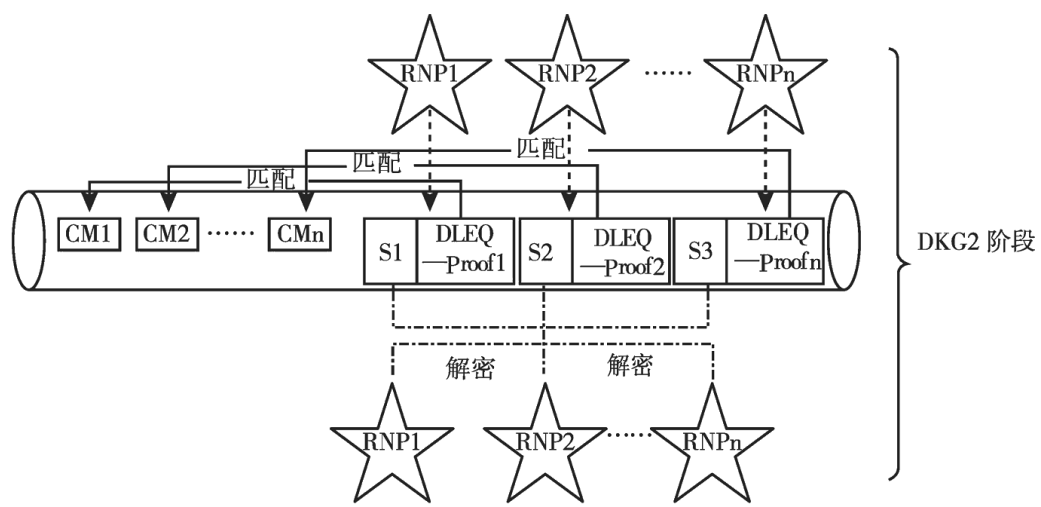 RNP1 RNP2 …… RNPn
匹配
匹配
匹配
CM1 CM2 …… CMn
S1 DLEQ
—Proof1
S2 DLEQ
—Proof2
S3 DLEQ
—Proofn
DKG2 阶段
解密 解密
RNP1 RNP2 …… RNPn